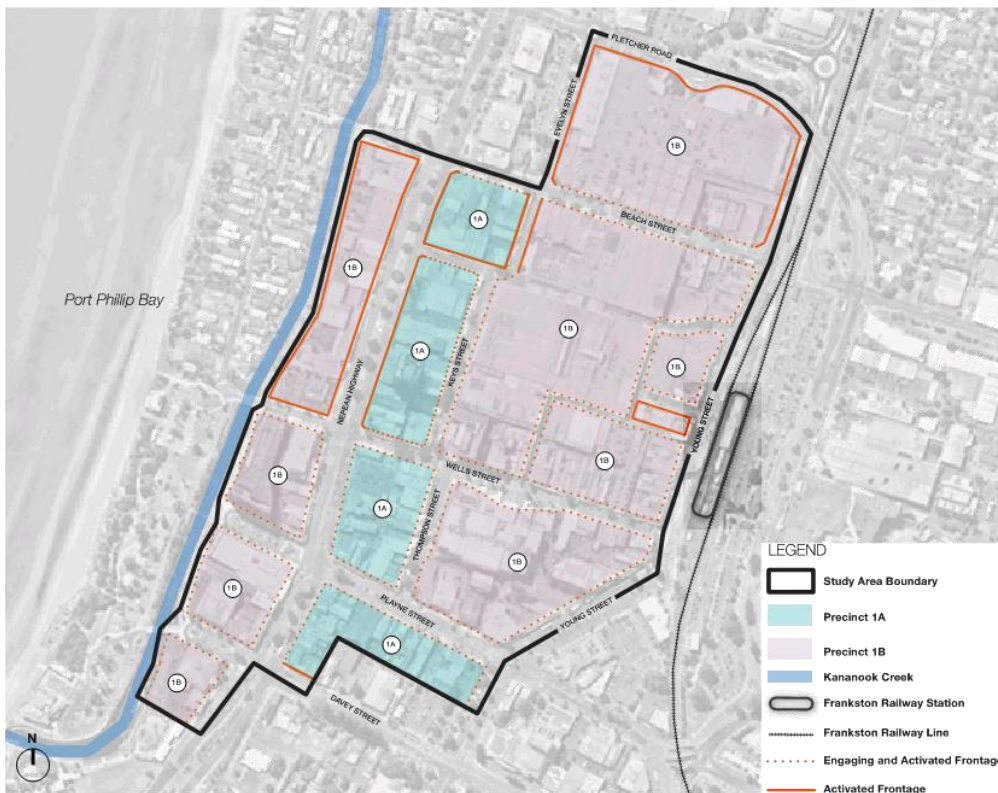 FLETCHER ROAD
EVELYN STREET
1B
1A
BEACH STREET
1B
Port Phillip Bay
1B
1A
KEYS STREET
1B
NEPEAN HIGHWAY
YOUNG STREET
1B
WELLS STREET
1B
1A
THOMPSON STREET
1B
1B
PLAYNE STREET
YOUNG STREET
1A
1B
DAVEY STREET
N
LEGEND
Study Area Boundary
Precinct 1A
Precinct 1B
Kananook Creek
Frankston Railway Station
Frankston Railway Line
Engaging and Activated Frontage
Activated Frontage